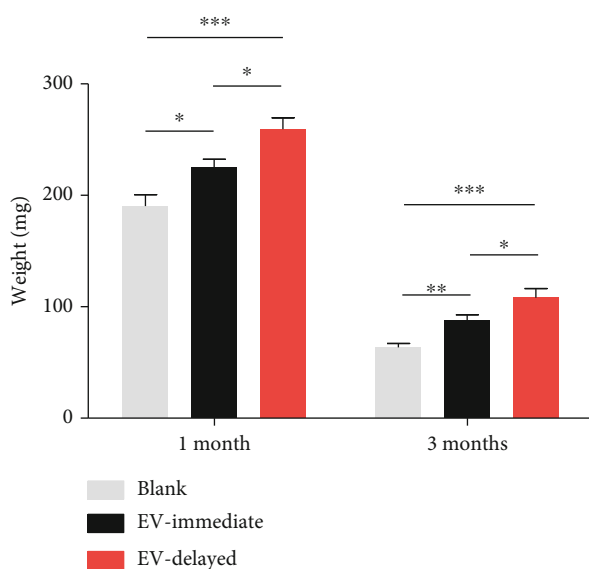 ***
300
*
*
200
***
Weight (mg)
*
100
**
0
1 month
3 months
Blank
EV-immediate
EV-delayed